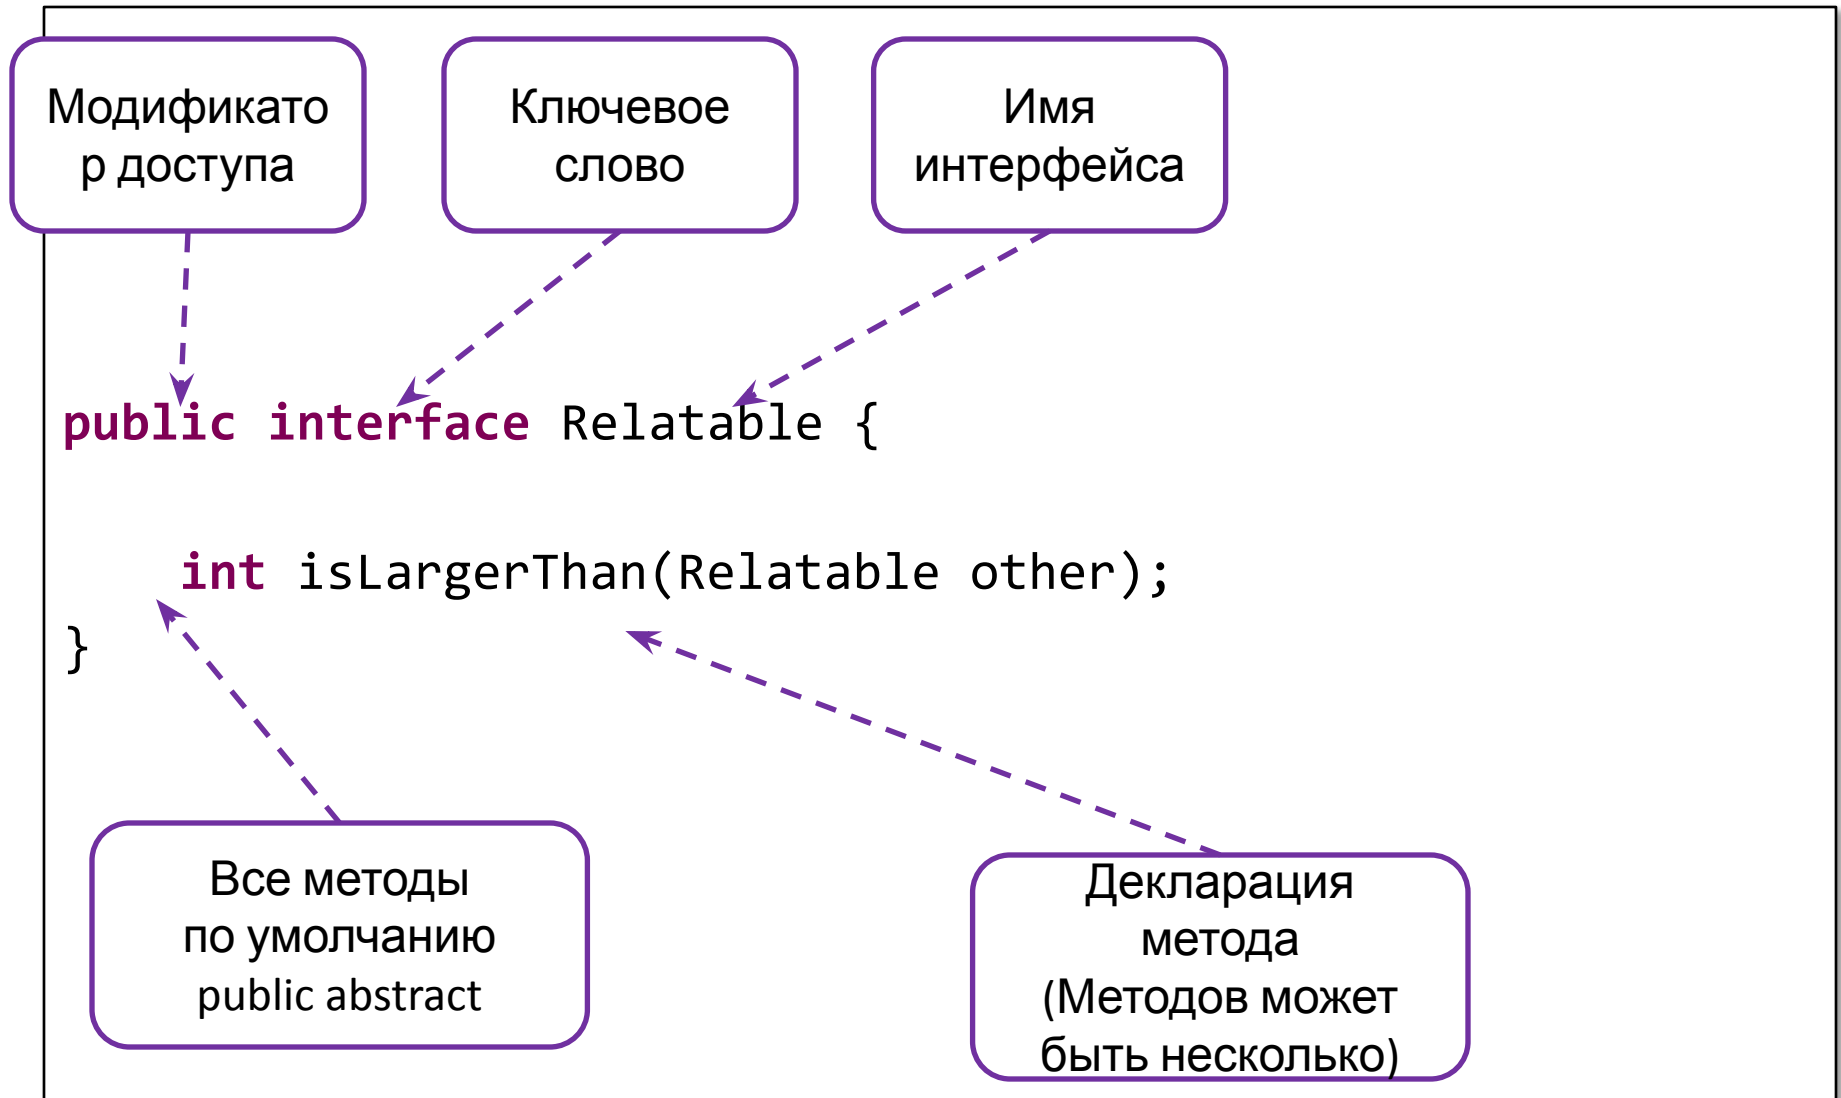 Модификато
р доступа
Ключевое
слово
Имя
интерфейса
public interface Relatable {
int isLargerThan(Relatable other);
}
Все методы
по умолчанию
public abstract
Декларация
метода
(Методов может
быть несколько)